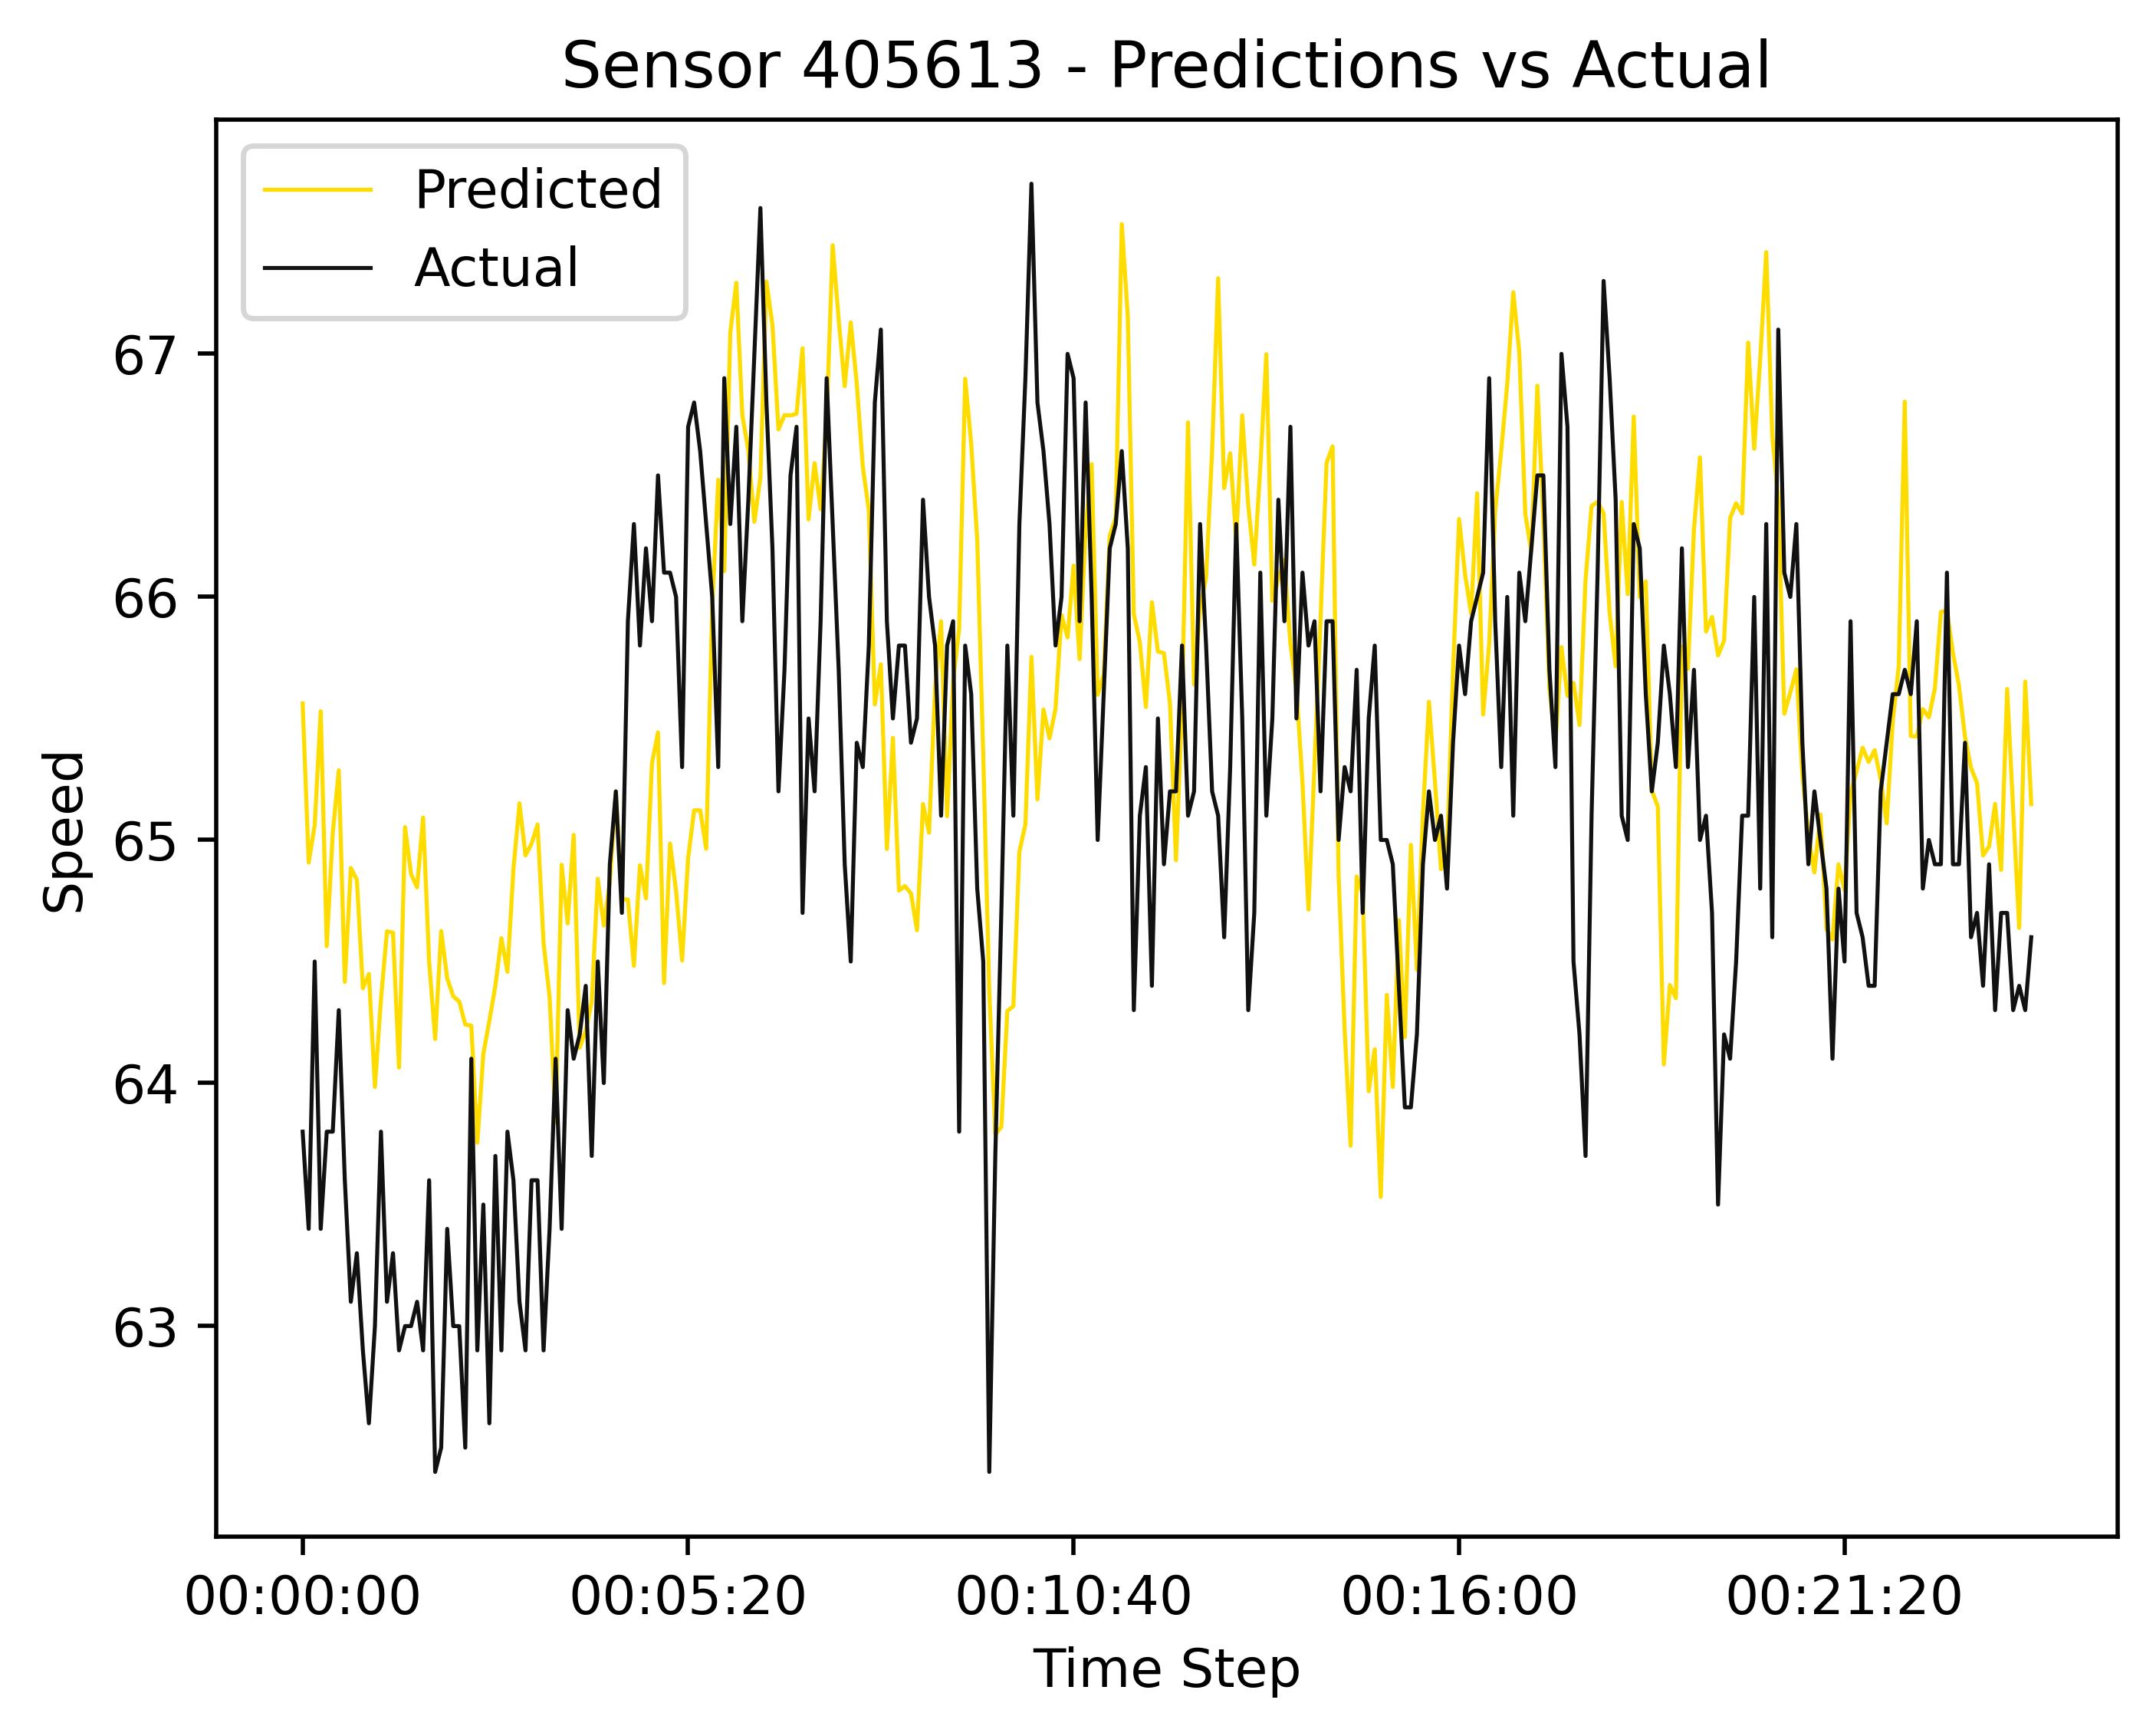 Sensor 405613 - Predictions vs Actual
Predicted
Actual
67
66
65
64
63
Speed
00:00:00 00:05:20 00:10:40 00:16:00 00:21:20
Time Step